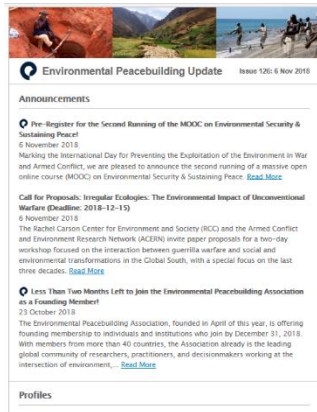 Environmental Peacebuilding Update
Issue 126: 6 Nov 2018
Announcements
Pre-Register for the Second Running of the MOOC on Environmental Security &
Sustaining Peace!
6 November 2018
Marking the International Day for Preventing the Exploitation of the Environment in War
and Armed Conflict, we are pleased to announce the second running of a massive open
online course (MOOC) on Environmental Security & Sustaining Peace. Read More
Call for Proposals: Irregular Ecologies: The Environmental Impact of Unconventional
Warfare (Deadline: 2018-12-15)
6 November 2018
The Rachel Carson Center for Environment and Society (RCC) and the Armed Conflict
and Environment Research Network (ACERN) invite paper proposals for a two-day
workshop focused on the interaction between guerrilla warfare and social and
environmental transformations in the Global South, with a special focus on the last
three decades. Read More
Less Than Two Months Left to Join the Environmental Peacebuilding Association
as a Founding Member!
23 October 2018
The Environmental Peacebuilding Association, founded in April of this year, is offering
founding membership to individuals and institutions who join by December 31, 2018.
With members from more than 40 countries, the Association already is the leading
global community of researchers, practitioners, and decisionmakers working at the
intersection of environment,... Read More
Profiles